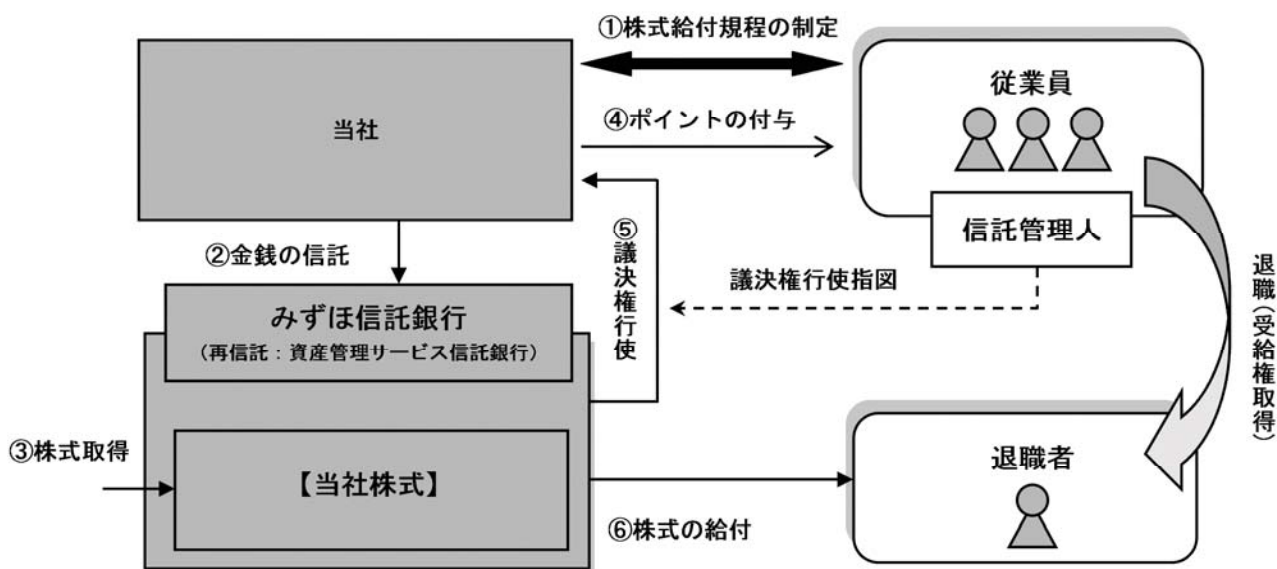 ①株式給付規程の制定
従業員
当社
④ポイントの付与
信託管理人
②金銭の信託
⑤議決権行使
議決権行使指図
退職(受給権取得)
みずほ信託銀行
(再信託：資産管理サービス信託銀行)
③株式取得
【当社株式】
退職者
⑥株式の給付